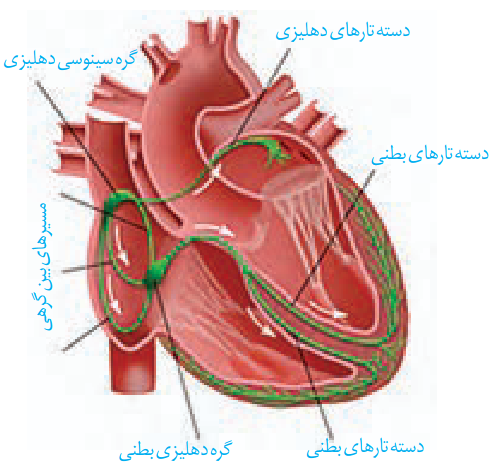 دسته تارهای دهلیزی
گره سینوسی دهلیزی
دسته تارهای بطنی
مسیرهای بین گرهی
دسته تارهای بطنی
گره دهلیزی بطنی